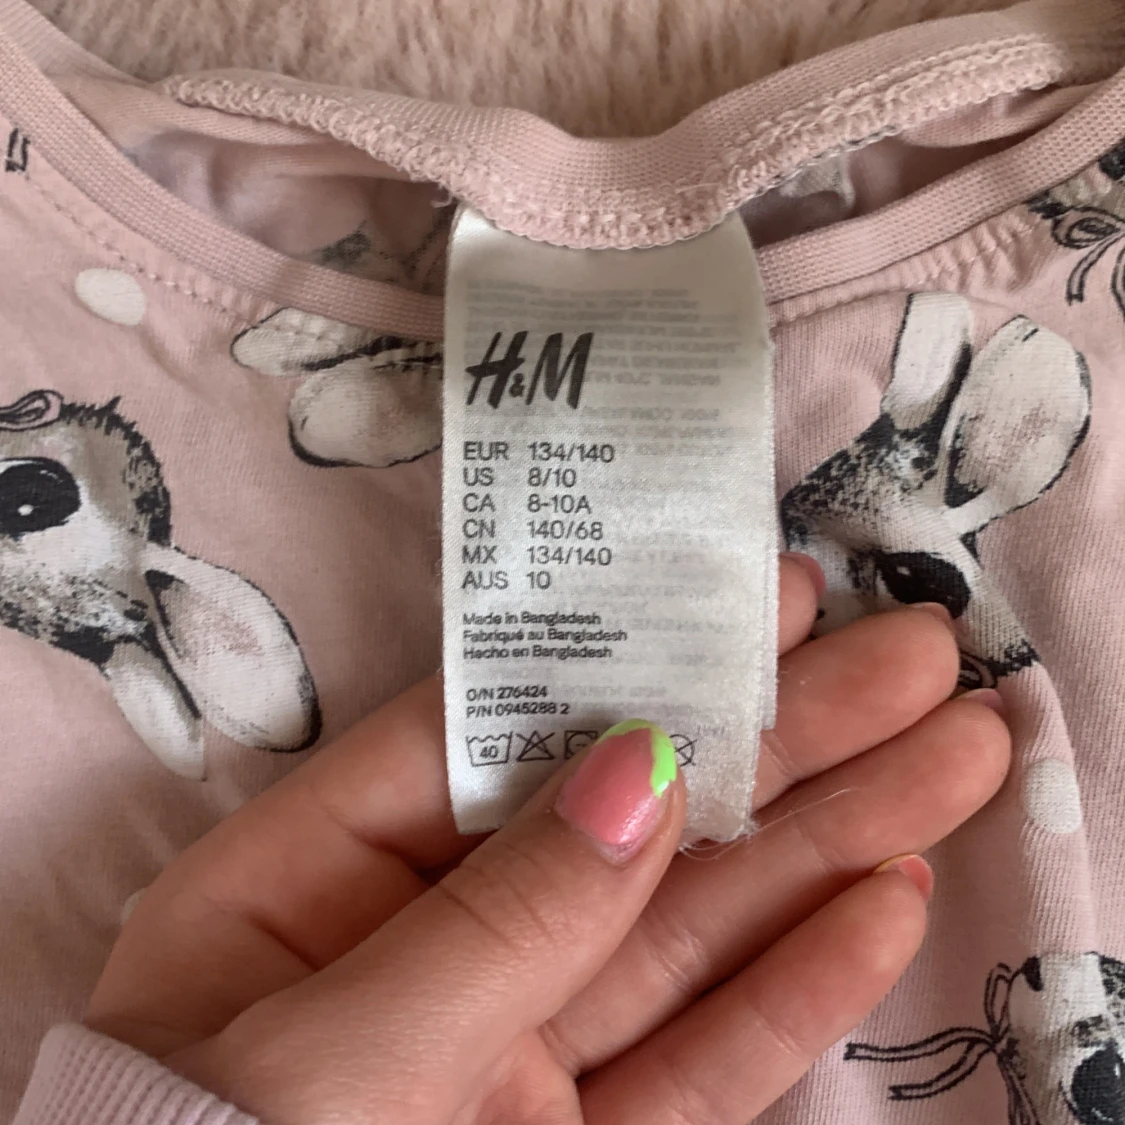 H&M
EUR 134/140
US 8/10
CA 8-10A
CN 140/68
MX 134/140
AUS 10
Made in Bangladesh
Fabriqué au Bangladesh
Hecho en Bangladesh
O/N 276424
P/N 0945288 2
40